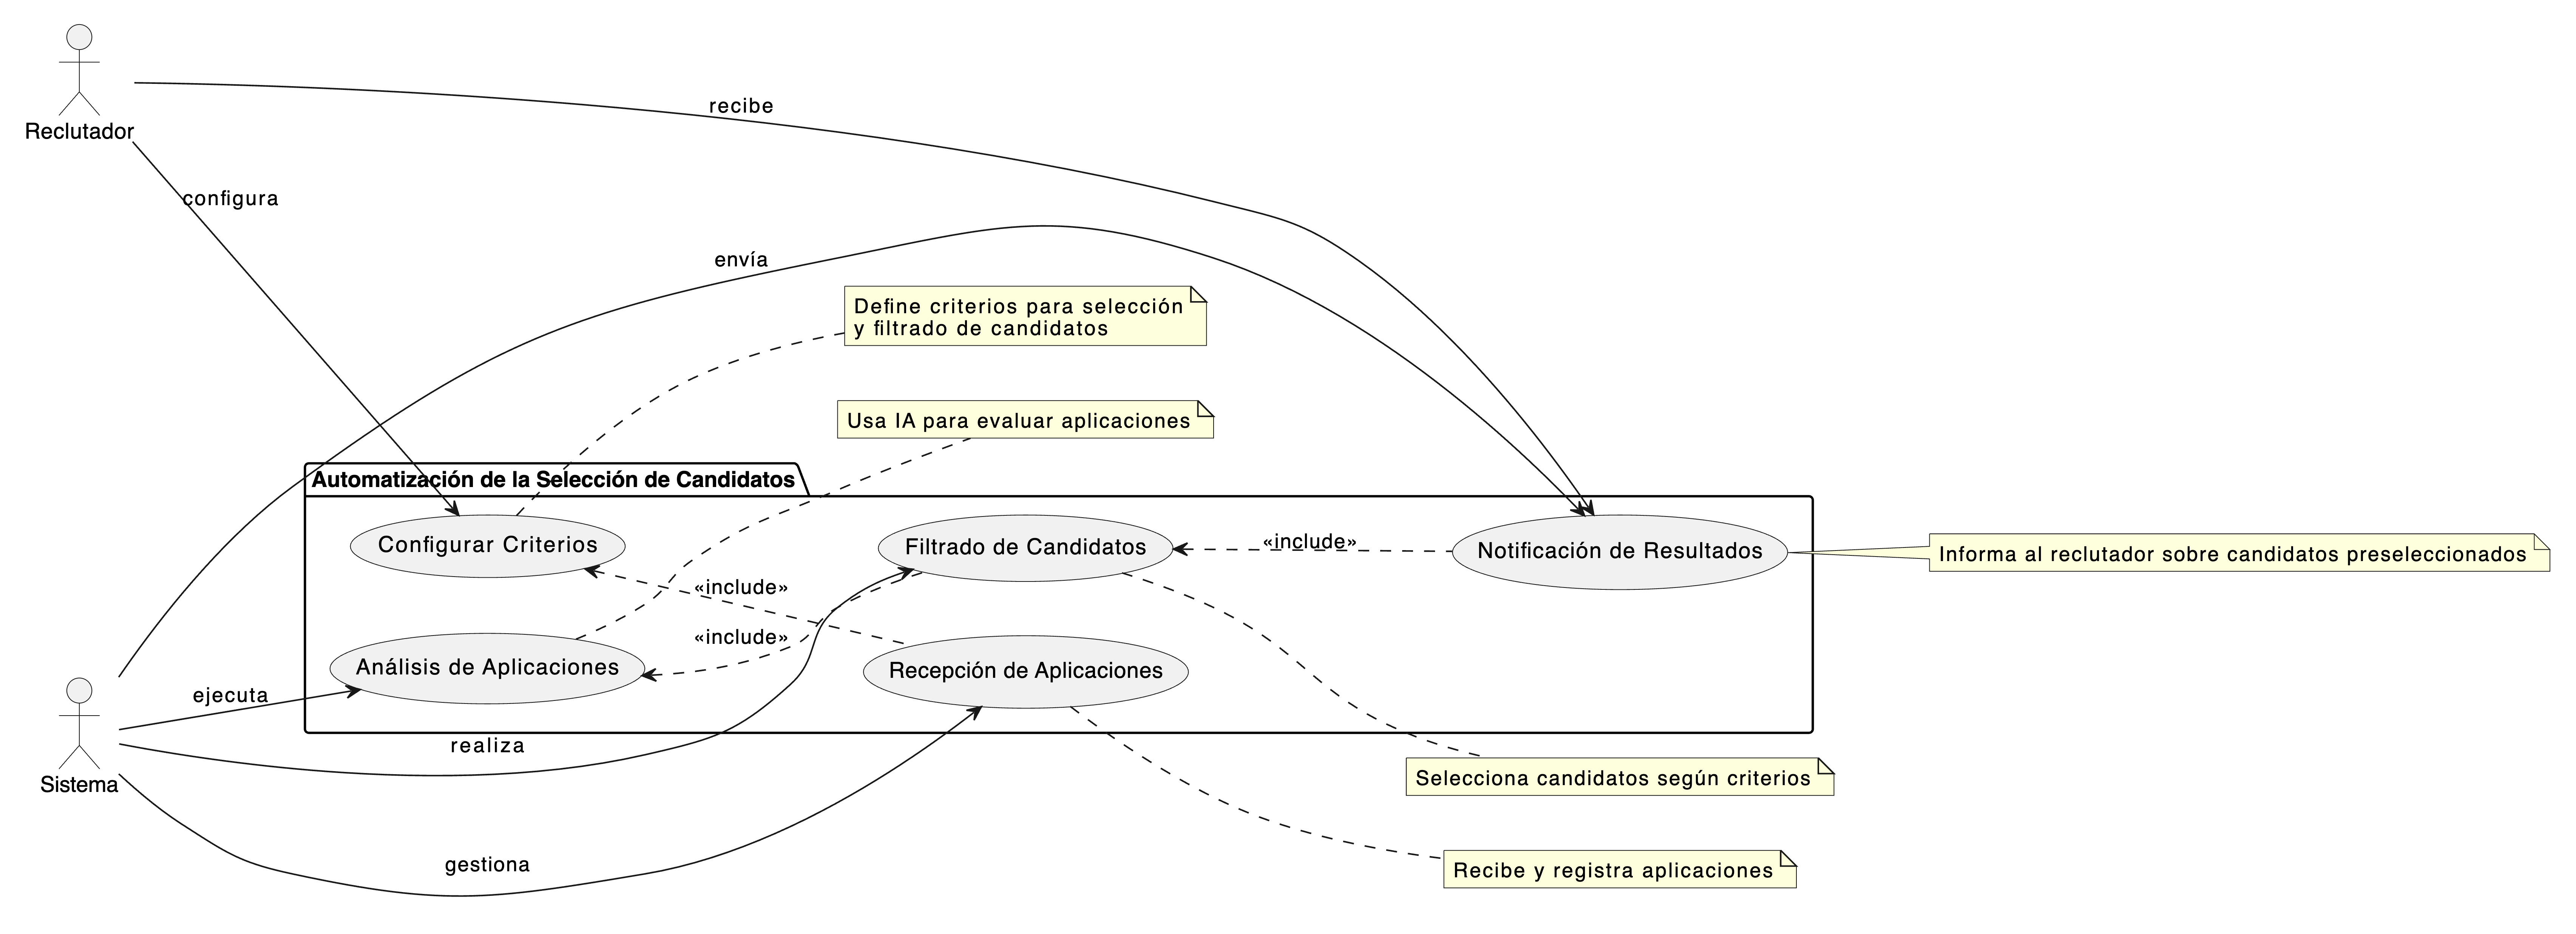 Reclutador
recibe
configura
envía
Define criterios para selección
y filtrado de candidatos
Usa IA para evaluar aplicaciones
Automatización de la Selección de Candidatos
Configurar Criterios
Filtrado de Candidatos
«include»
Notificación de Resultados
Informa al reclutador sobre candidatos preseleccionados
«include»
«include»
Análisis de Aplicaciones
Recepción de Aplicaciones
ejecuta
realiza
Sistema
Selecciona candidatos según criterios
gestiona
Recibe y registra aplicaciones